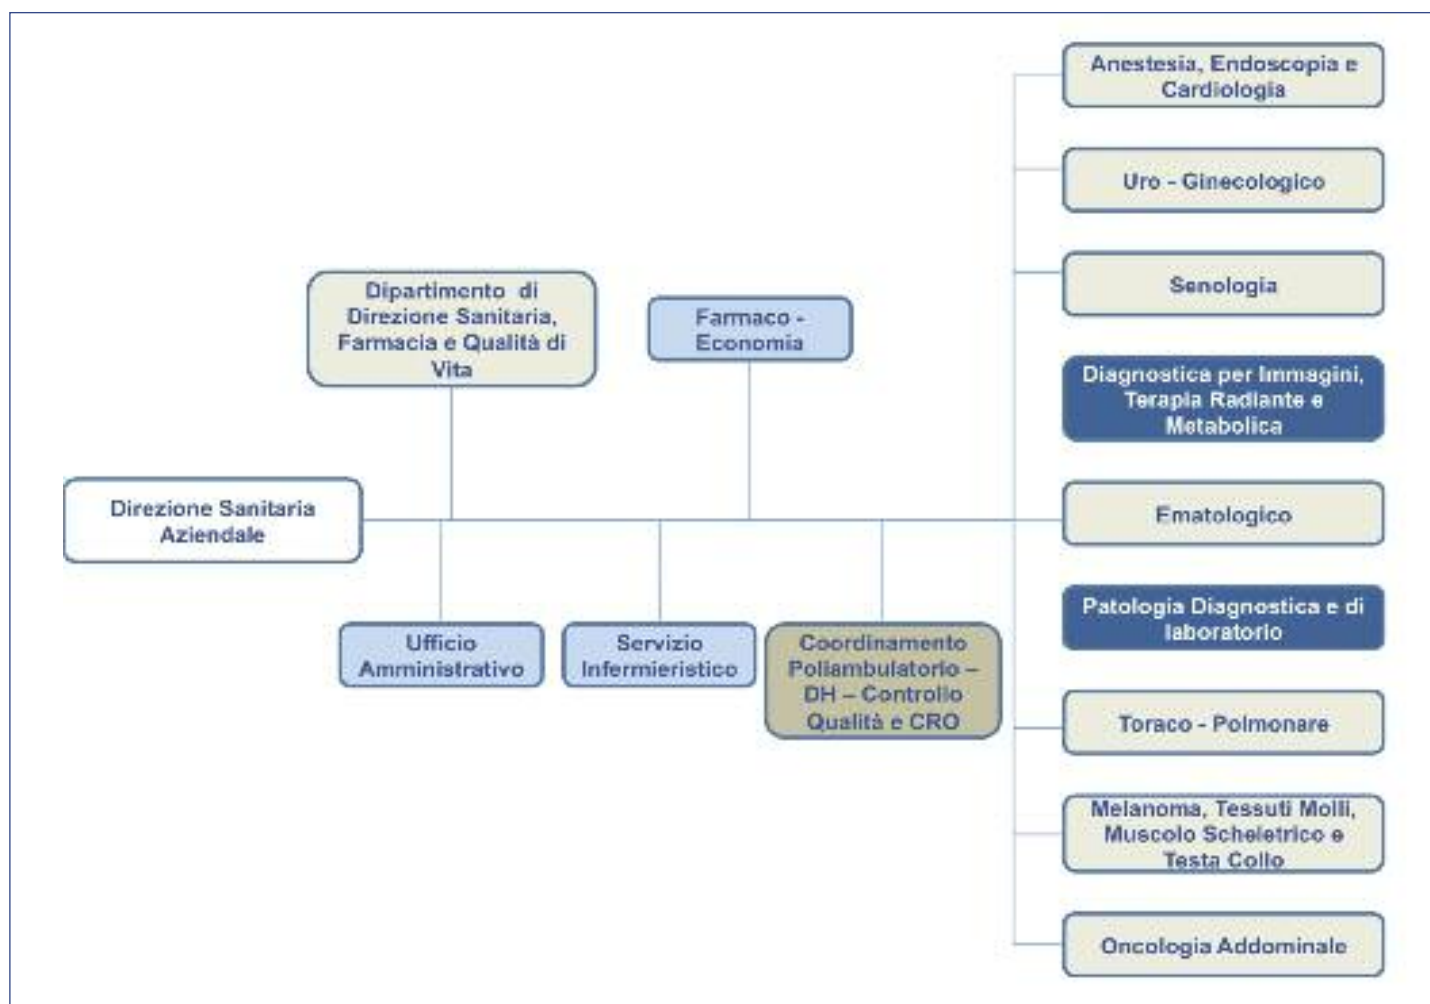 Anestesia, Endoscopia e
Cardiologia
Uro - Ginecologico
Senologia
Dipartimento di
Direzione Sanitaria,
Farmacia e Qualità di
Vita
Farmaco -
Economia
Diagnostica per Immagini,
Terapia Radiante e
Metabolica
Direzione Sanitaria
Aziendale
Ematologico
Patologia Diagnostica e di
laboratorio
Ufficio
Amministrativo
Servizio
Infermieristico
Coordinamento
Poliambulatorio –
DH – Controllo
Qualità e CRO
Toraco - Polmonare
Melanoma, Tessuti Molli,
Muscolo Scheletrico e
Testa Collo
Oncologia Addominale